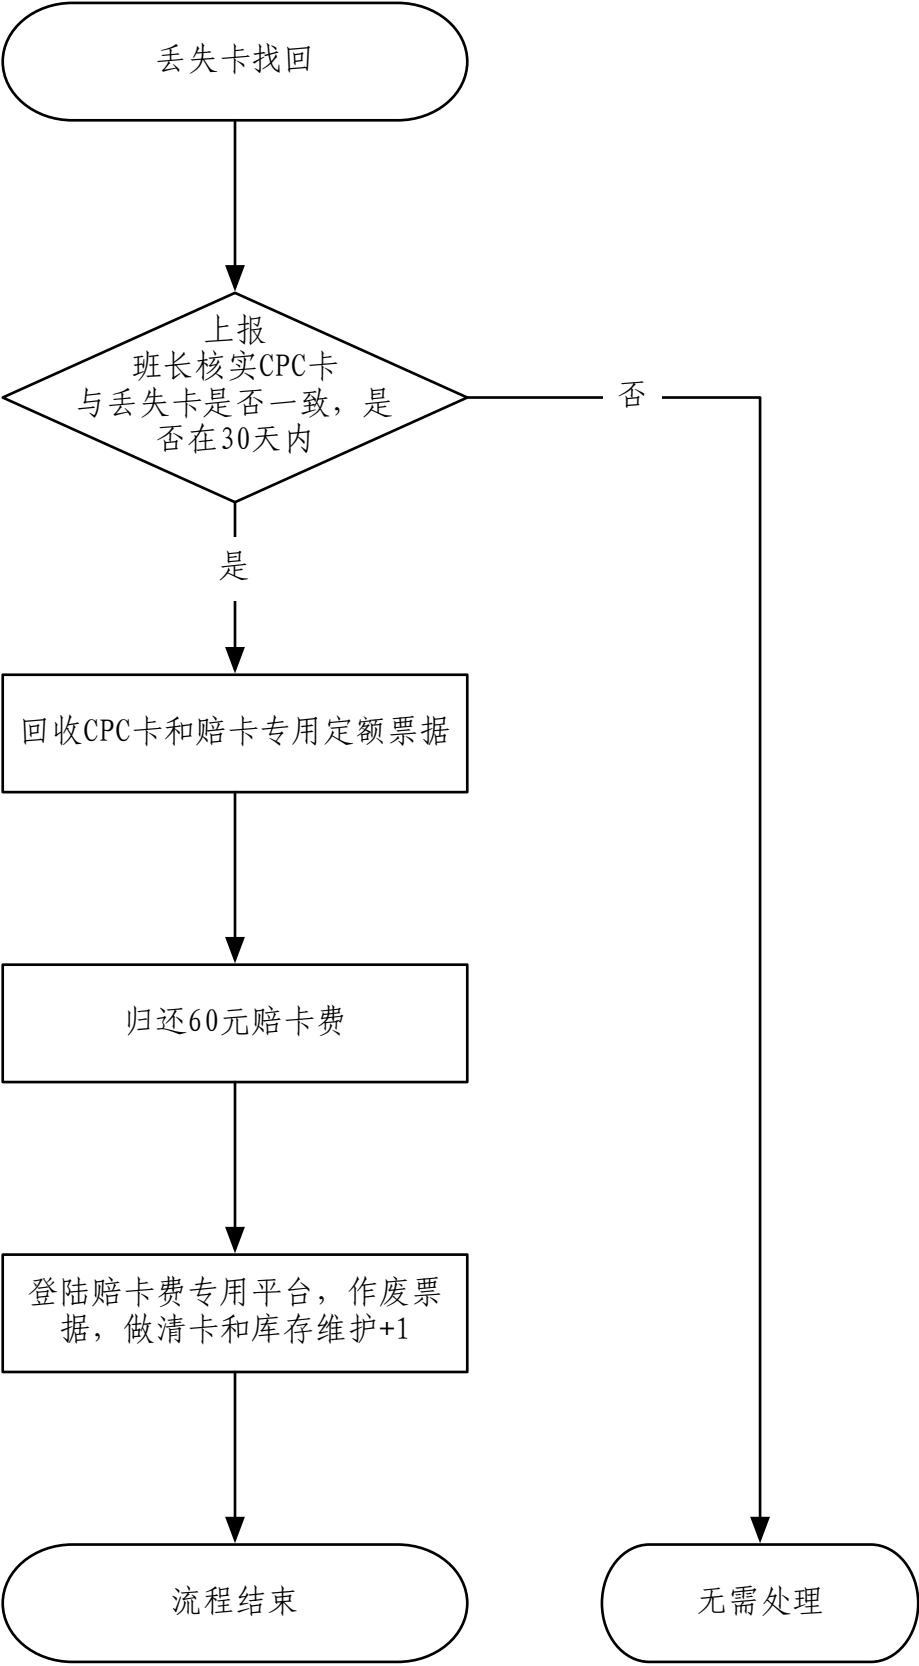 丢失卡找回
上报
班长核实CPC卡
与丢失卡是否一致，是
否在30天内
否
是
回收CPC卡和赔卡专用定额票据
归还60元赔卡费
登陆赔卡费专用平台，作废票
据，做清卡和库存维护+1
流程结束
无需处理